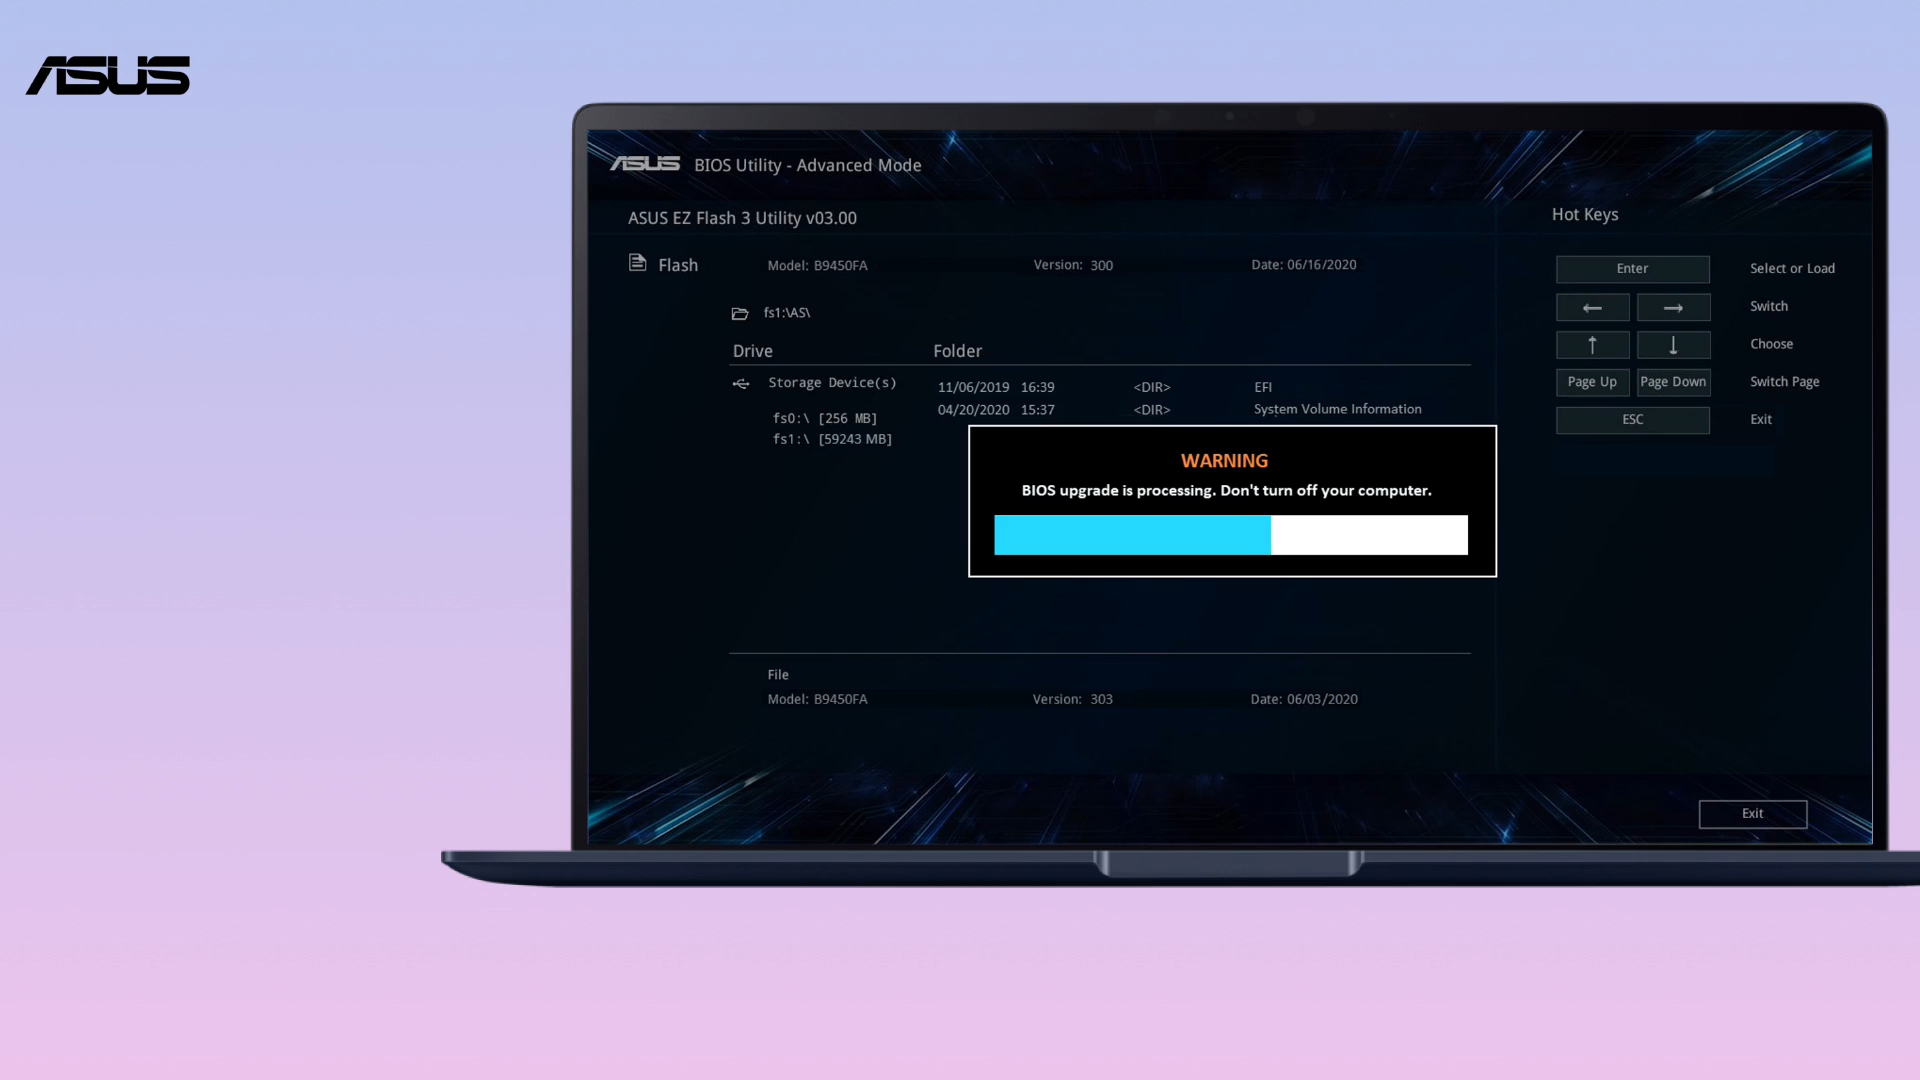 ASUS
ASUS BIOS Utility - Advanced Mode
ASUS EZ Flash 3 Utility v03.00
Flash
Model: B9450FA Version: 300 Date: 06/16/2020
fs1:\AS\
Drive Folder
Storage Device(s) 11/06/2019 16:39 <DIR> EFI
04/20/2020 15:37 <DIR> System Volume Information
fs0:\ [256 MB]
fs1:\ [59243 MB]
WARNING
BIOS upgrade is processing. Don't turn off your computer.
File
Model: B9450FA Version: 303 Date: 06/03/2020
Hot Keys
Enter Select or Load
← → Switch
↑ ↓ Choose
Page Up Page Down Switch Page
ESC Exit
Exit